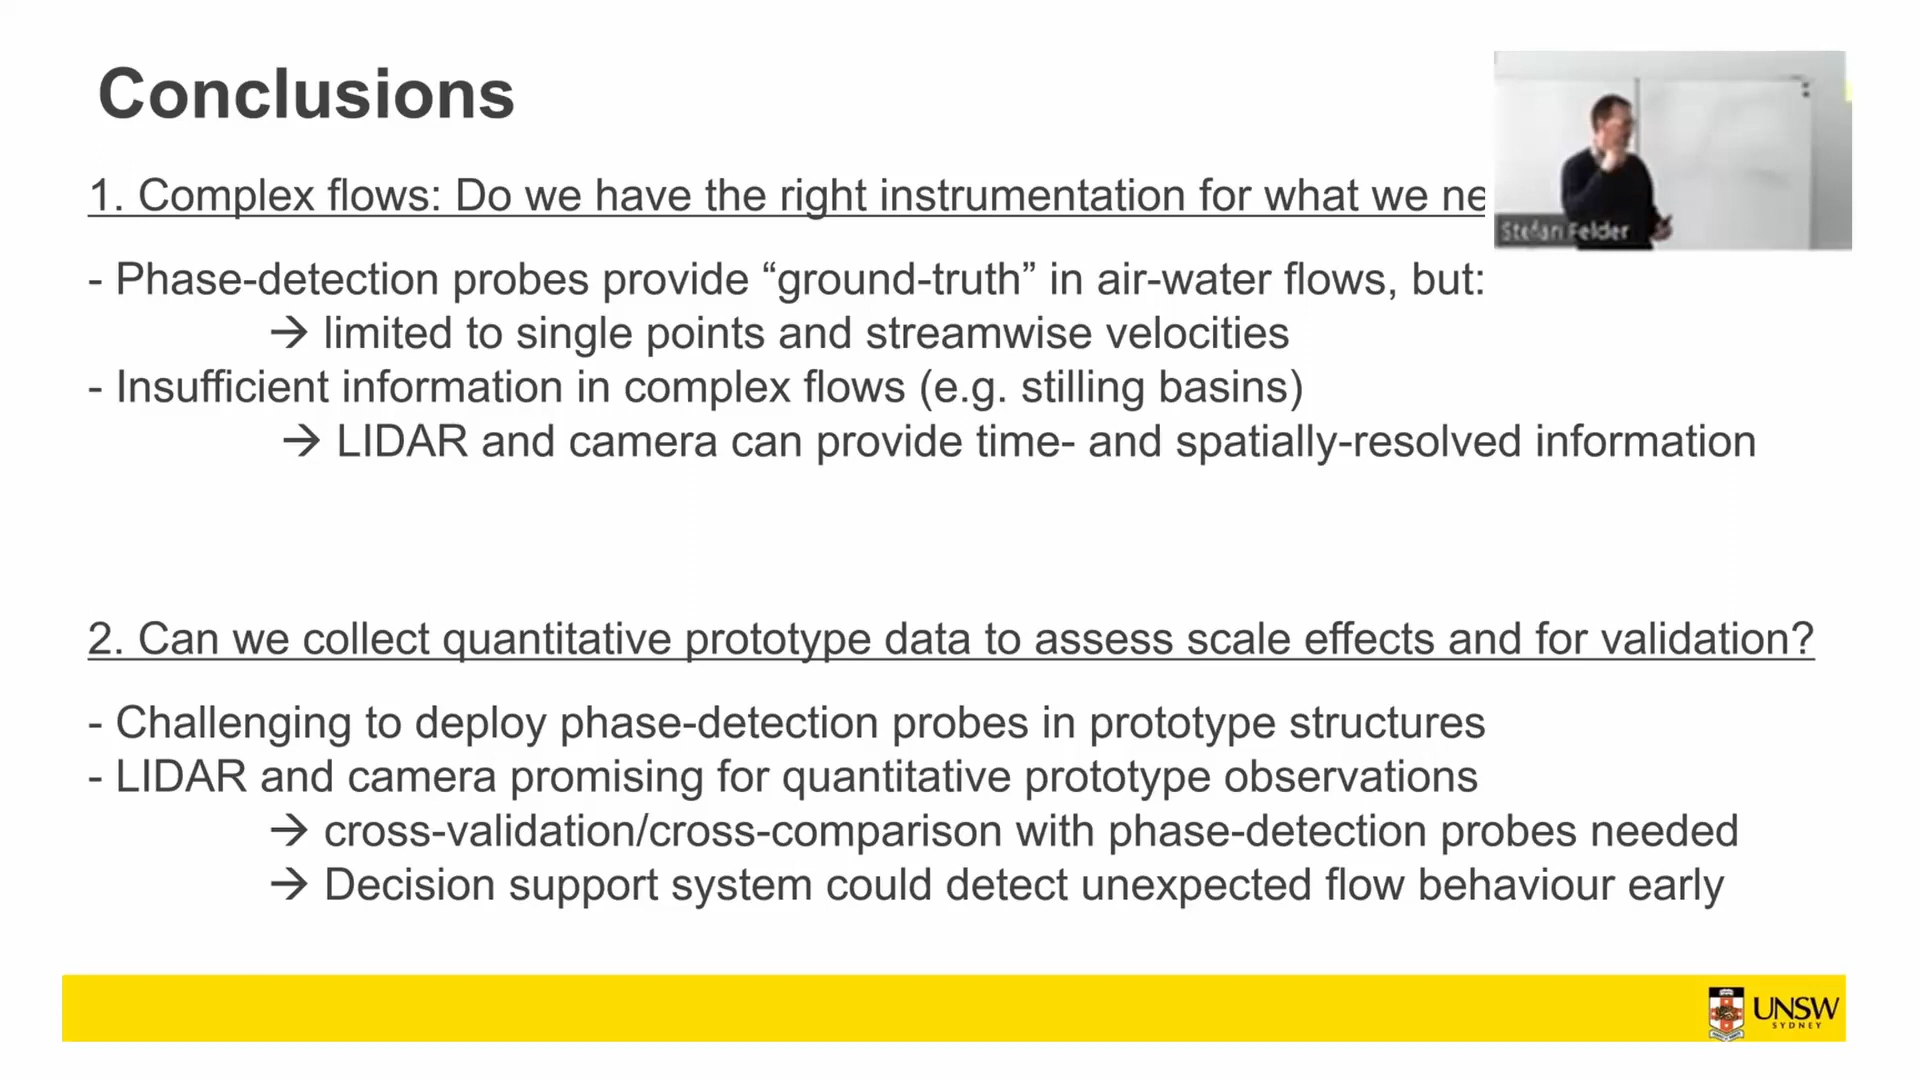 Conclusions
1. Complex flows: Do we have the right instrumentation for what we ne
Stefan Felder
- Phase-detection probes provide “ground-truth” in air-water flows, but:
→ limited to single points and streamwise velocities
- Insufficient information in complex flows (e.g. stilling basins)
→ LIDAR and camera can provide time- and spatially-resolved information
2. Can we collect quantitative prototype data to assess scale effects and for validation?
- Challenging to deploy phase-detection probes in prototype structures
- LIDAR and camera promising for quantitative prototype observations
→ cross-validation/cross-comparison with phase-detection probes needed
→ Decision support system could detect unexpected flow behaviour early
UNSW
SYDNEY